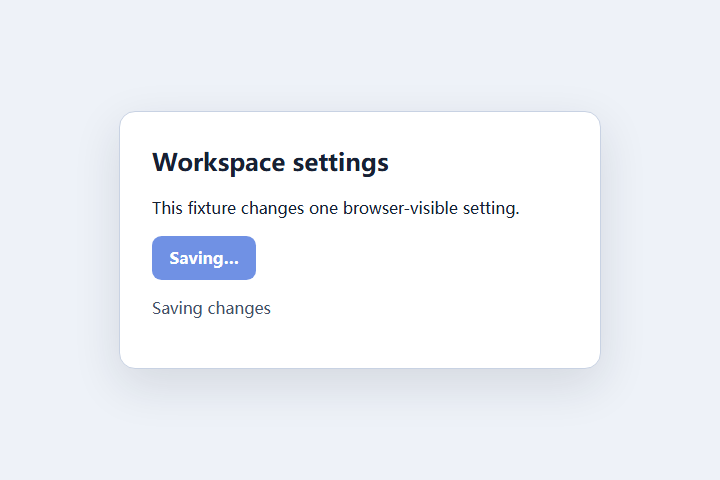 Workspace settings
This fixture changes one browser-visible setting.
Saving...
Saving changes